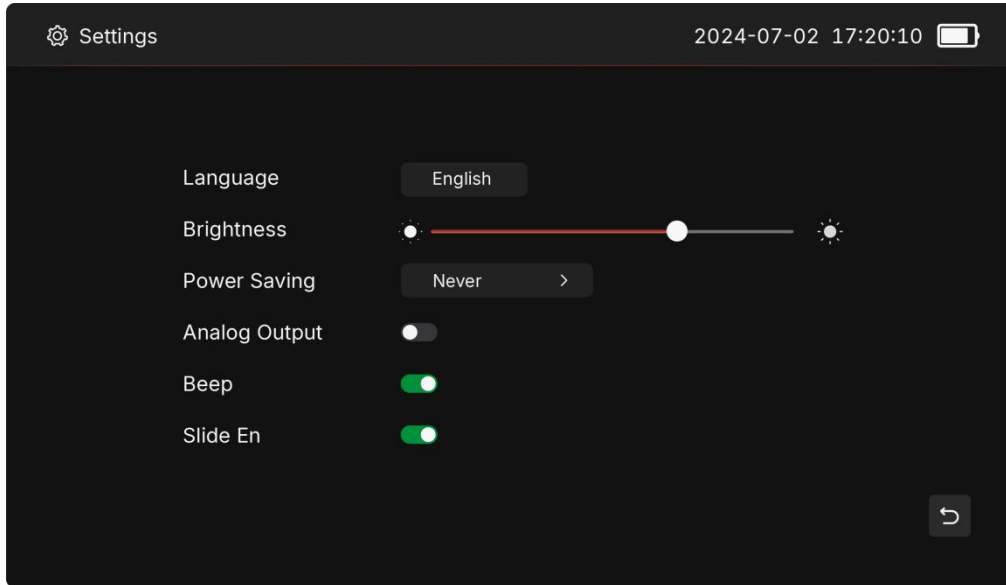 Settings 2024-07-02 17:20:10
Language English
Brightness
Power Saving Never >
Analog Output
Beep
Slide En